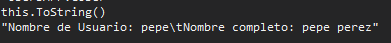 this.ToString()
"Nombre de Usuario: pepe\tNombre completo: pepe perez"